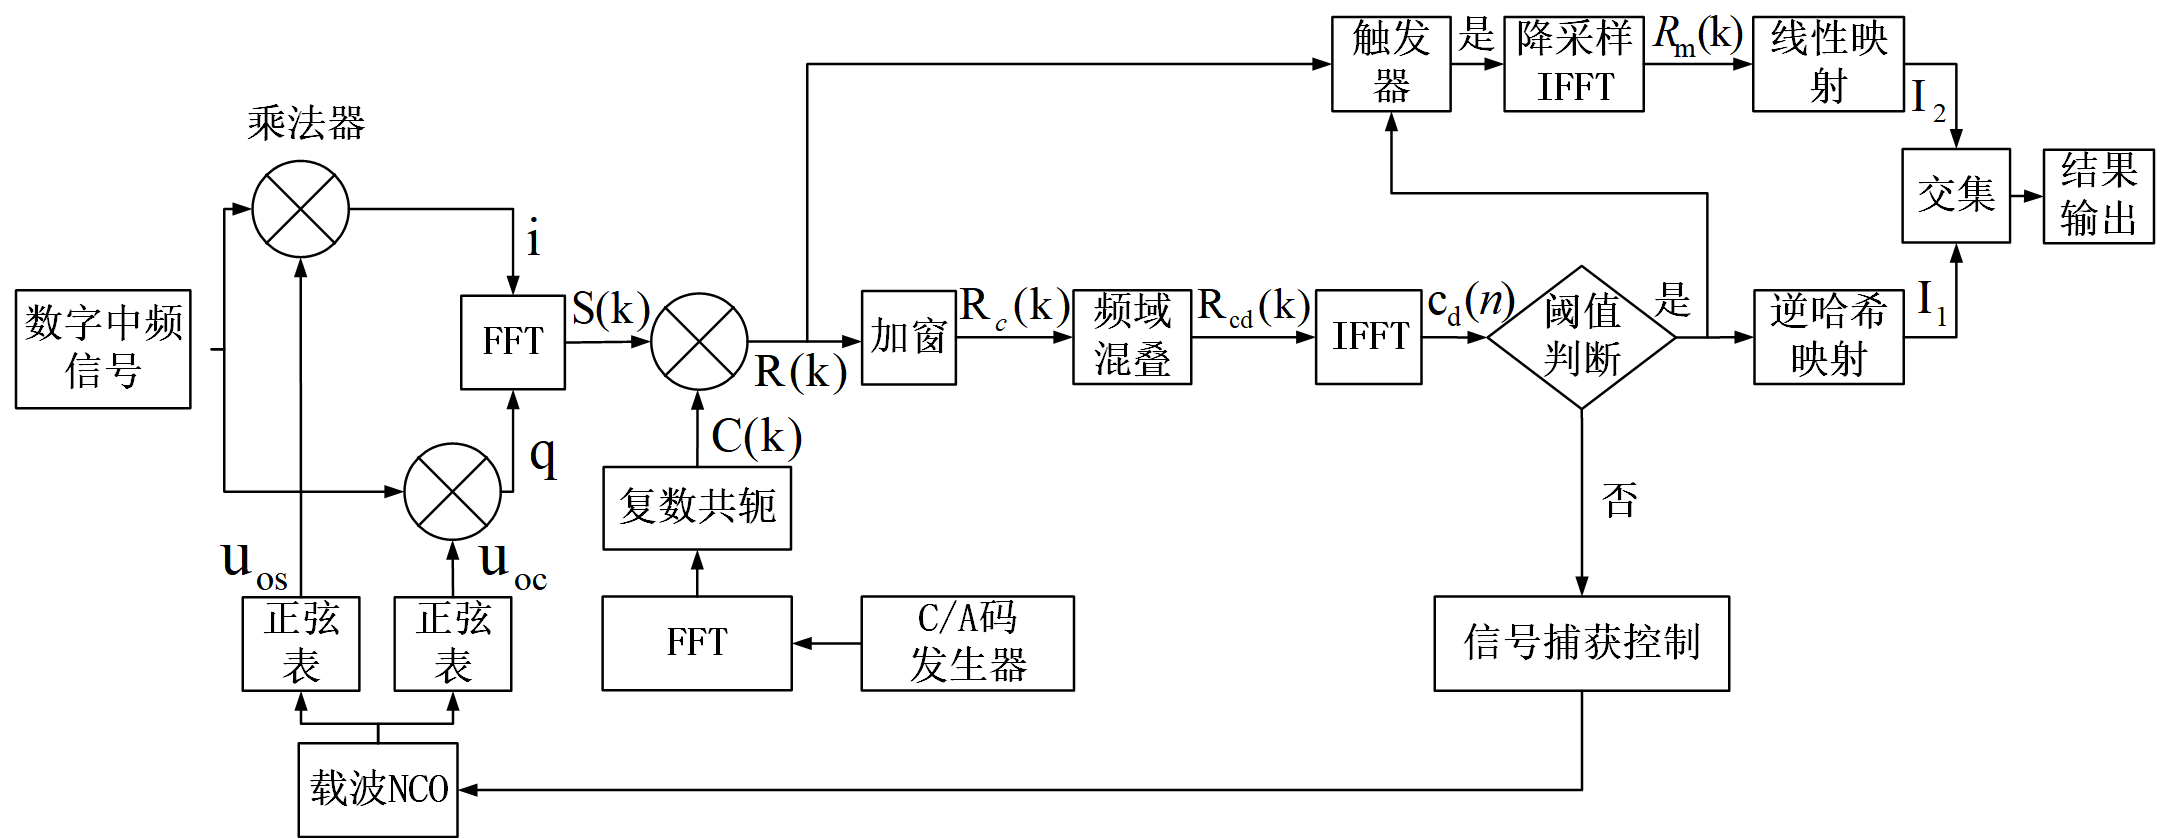 触发
器
是
降采样
IFFT
Rm(k)
线性映
射
I2
乘法器
交集
结果
输出
i
数字中频
信号
FFT
S(k)
R(k)
加窗
Rc(k)
频域
混叠
Rcd(k)
IFFT
cd(n)
阈值
判断
是
逆哈希
映射
I1
q
C(k)
复数共轭
否
uos
uoc
正弦
表
正弦
表
FFT
C/A码
发生器
信号捕获控制
载波NCO